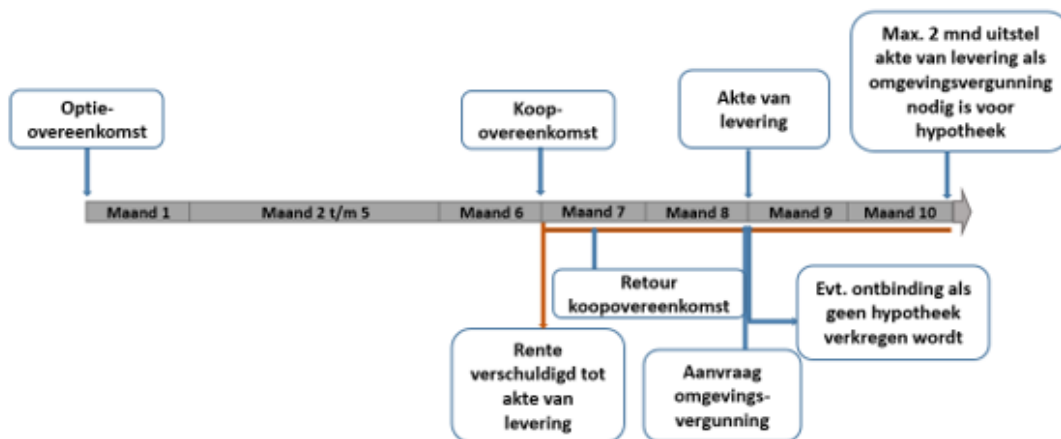 Optie-
overeenkomst
Koop-
overeenkomst
Akte van
levering
Max. 2 mnd uitstel
akte van levering als
omgevingsvergunning
nodig is voor
hypotheek
Maand 1
Maand 2 t/m 5
Maand 6
Maand 7
Maand 8
Maand 9
Maand 10
Retour
koopovereenkomst
Evt. ontbinding als
geen hypotheek
verkregen wordt
Rente
verschuldigd tot
akte van
levering
Aanvraag
omgevings-
vergunning